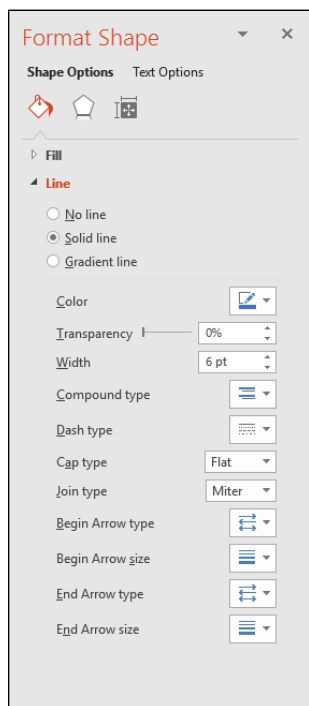 Format Shape
Shape Options Text Options
Fill
Line
No line
Solid line
Gradient line
Color
Transparency 0%
Width 6 pt
Compound type
Dash type
Cap type Flat
Join type Miter
Begin Arrow type
Begin Arrow size
End Arrow type
End Arrow size